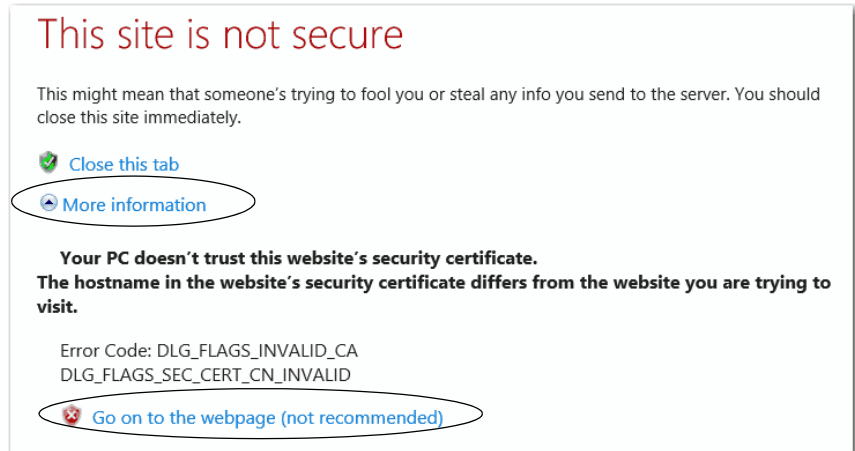 This site is not secure
This might mean that someone's trying to fool you or steal any info you send to the server. You should
close this site immediately.
Close this tab
More information
Your PC doesn't trust this website's security certificate.
The hostname in the website's security certificate differs from the website you are trying to
visit.
Error Code: DLG_FLAGS_INVALID_CA
DLG_FLAGS_SEC_CERT_CN_INVALID
Go on to the webpage (not recommended)